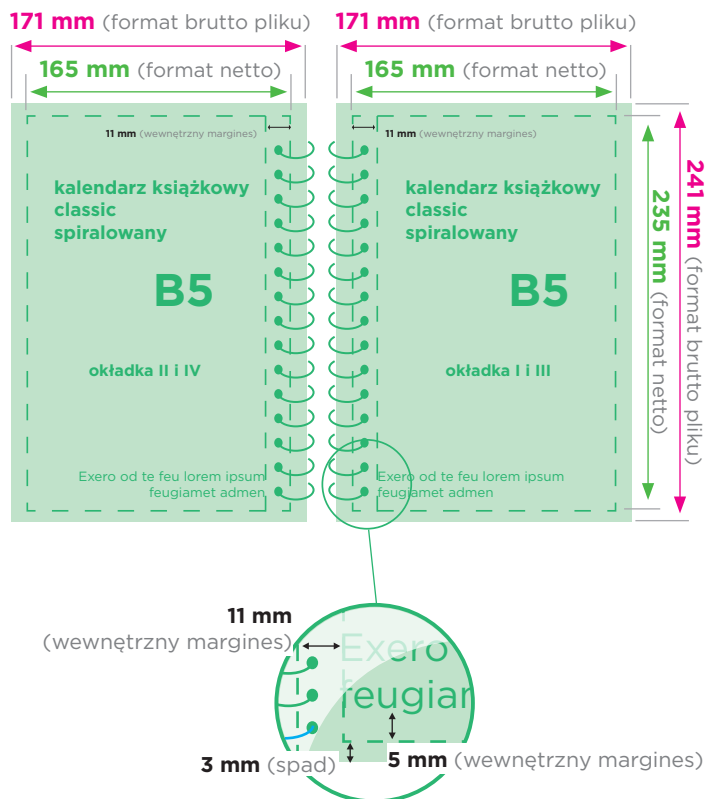 171 mm (format brutto pliku)
171 mm (format brutto pliku)
165 mm (format netto)
165 mm (format netto)
11 mm (wewnętrzny margines)
11 mm (wewnętrzny margines)
kalendarz książkowy
classic
spiralowany
B5
okładka II i IV
Exero od te feu lorem ipsum
feugiamet admen
kalendarz książkowy
classic
spiralowany
B5
okładka I i III
Exero od te feu lorem ipsum
feugiamet admen
235 mm (format netto)
241 mm (format brutto pliku)
11 mm
(wewnętrzny margines)
Exero
feugiar
3 mm (spad)
5 mm (wewnętrzny margines)